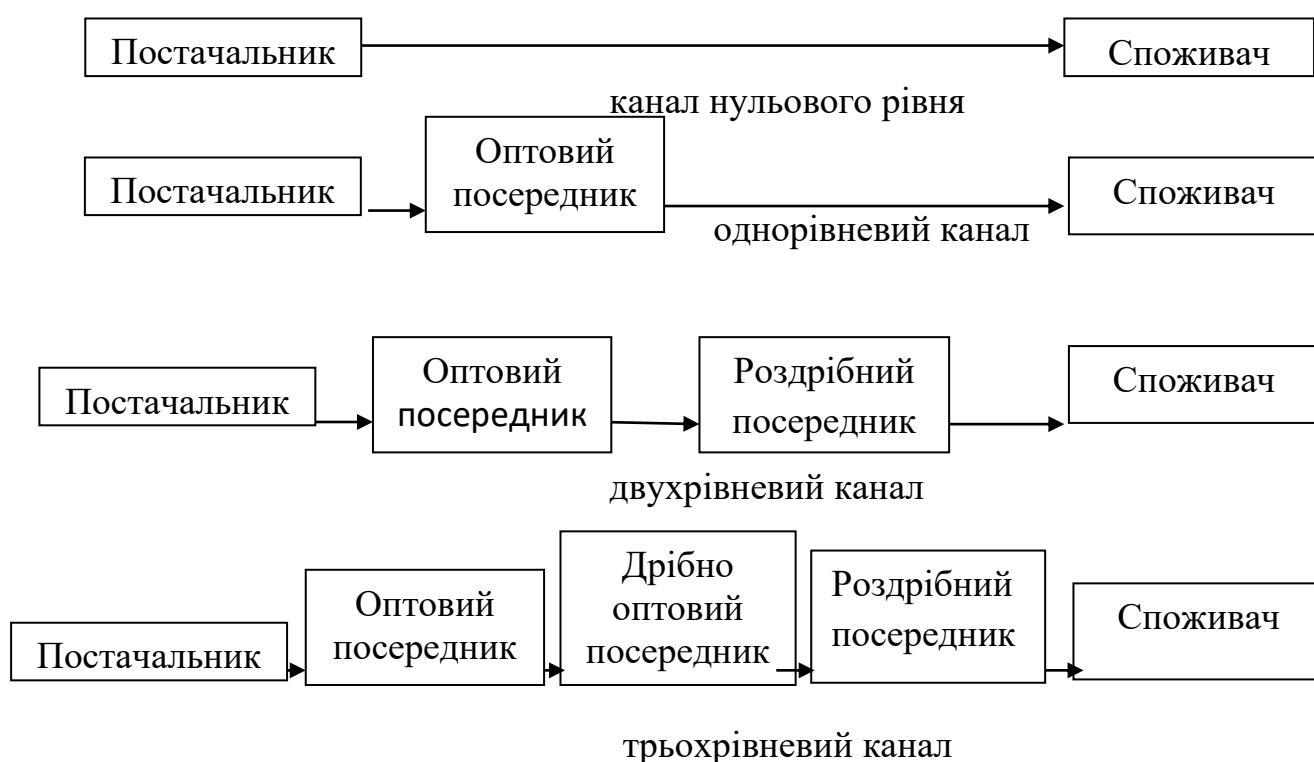 Постачальник
Споживач
канал нульового рівня
Постачальник
Оптовий
посередник
Споживач
однорівневий канал
Постачальник
Оптовий
посередник
Роздрібний
посередник
Споживач
двухрівневий канал
Постачальник
Оптовий
посередник
Дрібно
оптовий
посередник
Роздрібний
посередник
Споживач
трьохрівневий канал